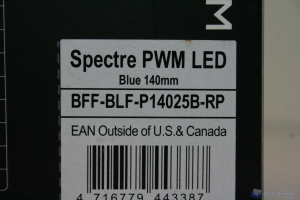 M
Spectre PWM LED
Blue 140mm
BFF-BLF-P14025B-RP
EAN Outside of U.S.& Canada
4 716779 443387